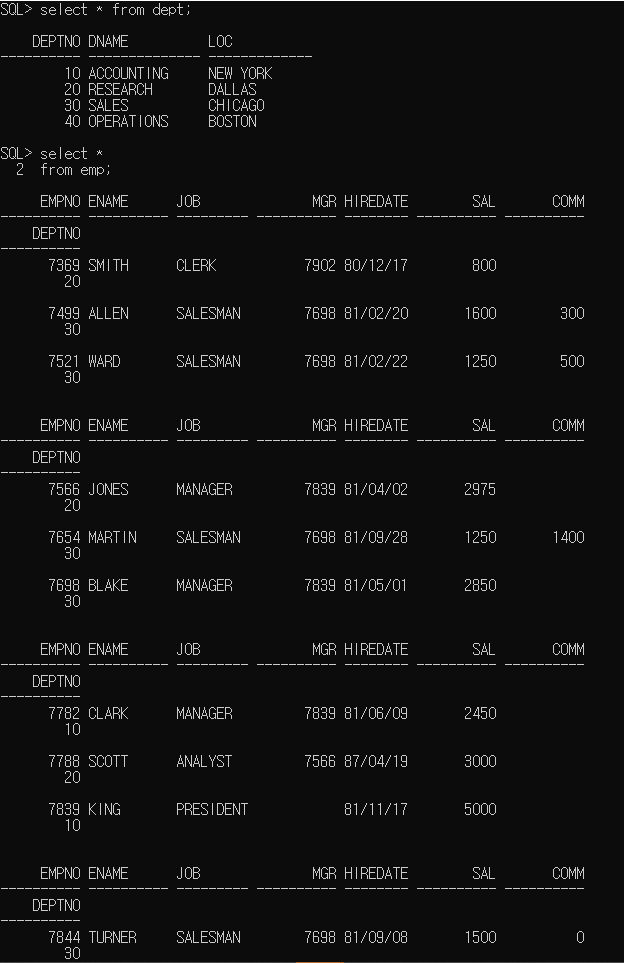 SQL> select * from dept;
DEPTNO DNAME LOC
---------- -------------- -------------
10 ACCOUNTING NEW YORK
20 RESEARCH DALLAS
30 SALES CHICAGO
40 OPERATIONS BOSTON
SQL> select *
2 from emp;
EMPNO ENAME JOB MGR HIREDATE SAL COMM
---------- ---------- --------- ---------- -------- ---------- ----------
DEPTNO
----------
7369 SMITH CLERK 7902 80/12/17 800
20
7499 ALLEN SALESMAN 7698 81/02/20 1600 300
30
7521 WARD SALESMAN 7698 81/02/22 1250 500
30
EMPNO ENAME JOB MGR HIREDATE SAL COMM
---------- ---------- --------- ---------- -------- ---------- ----------
DEPTNO
----------
7566 JONES MANAGER 7839 81/04/02 2975
20
7654 MARTIN SALESMAN 7698 81/09/28 1250 1400
30
7698 BLAKE MANAGER 7839 81/05/01 2850
30
EMPNO ENAME JOB MGR HIREDATE SAL COMM
---------- ---------- --------- ---------- -------- ---------- ----------
DEPTNO
----------
7782 CLARK MANAGER 7839 81/06/09 2450
10
7788 SCOTT ANALYST 7566 87/04/19 3000
20
7839 KING PRESIDENT 81/11/17 5000
10
EMPNO ENAME JOB MGR HIREDATE SAL COMM
---------- ---------- --------- ---------- -------- ---------- ----------
DEPTNO
----------
7844 TURNER SALESMAN 7698 81/09/08 1500 0
30